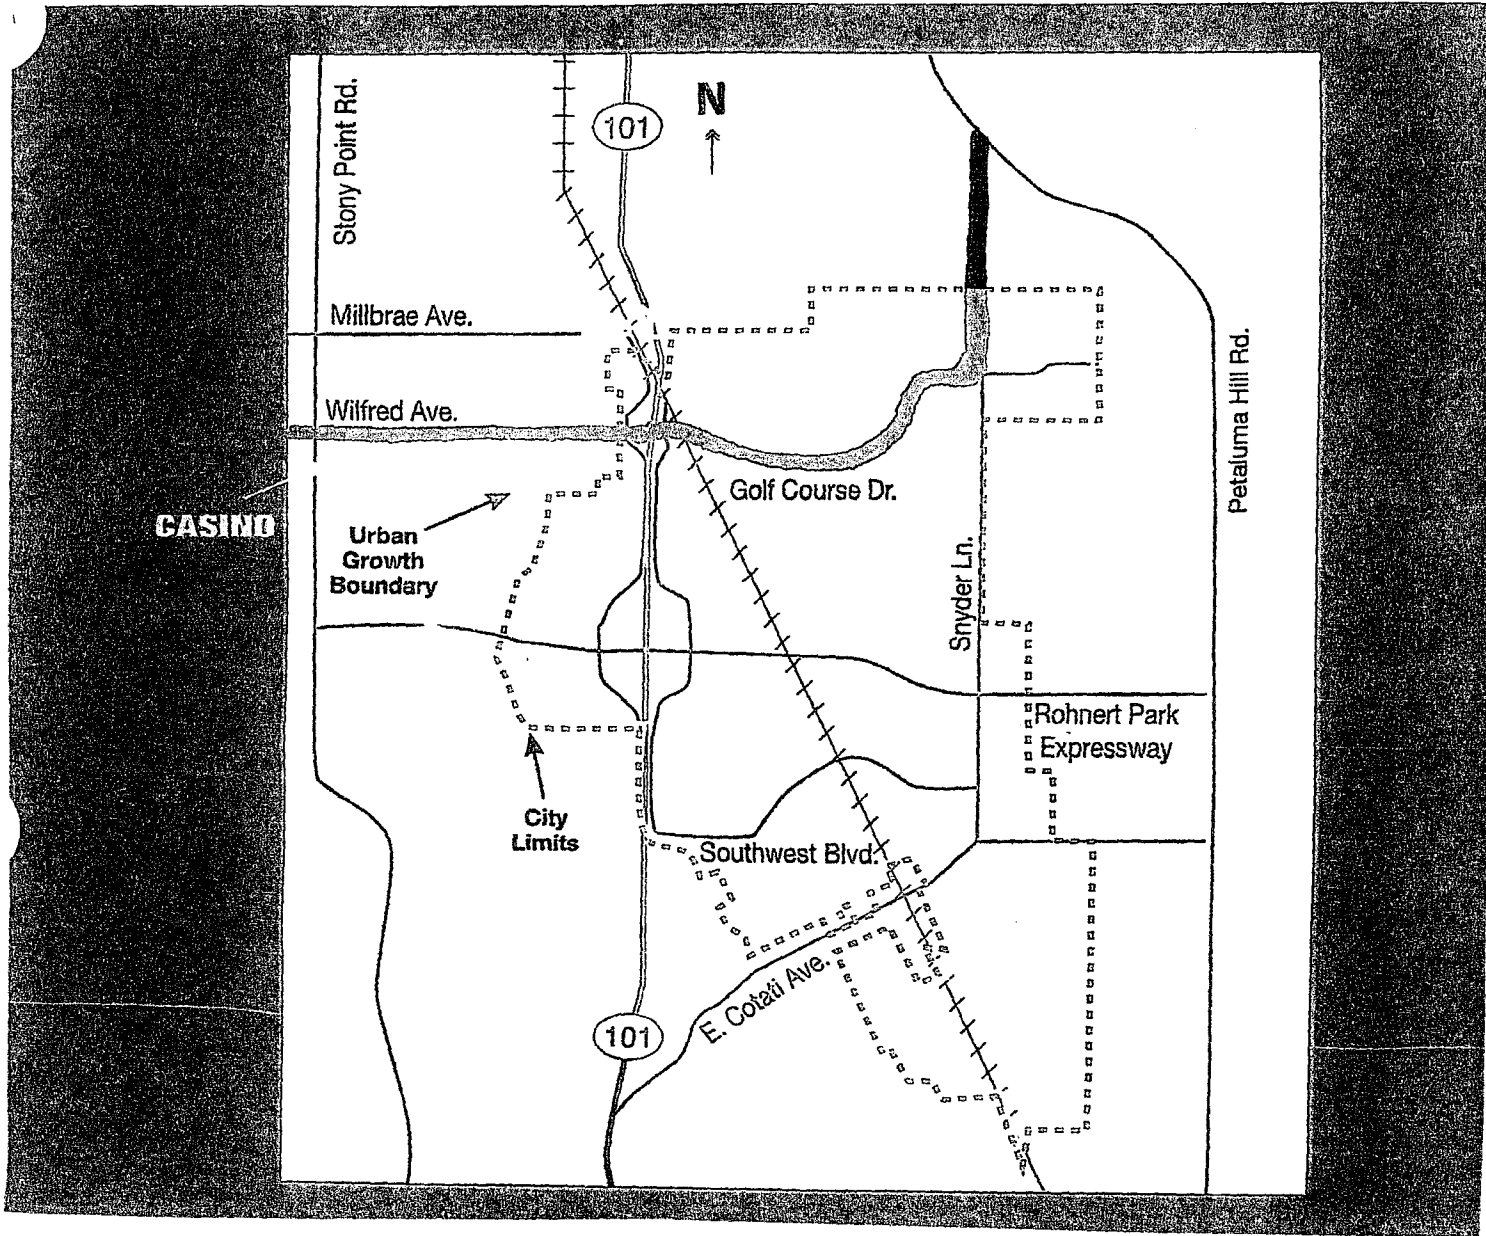 Stony Point Rd.
101
N
Millbrae Ave.
Wilfred Ave.
Golf Course Dr.
Petaluma Hill Rd.
CASINO
Urban
Growth
Boundary
Snyder Ln.
Rohnert Park
Expressway
City
Limits
Southwest Blvd.
E. Cotati Ave.
101